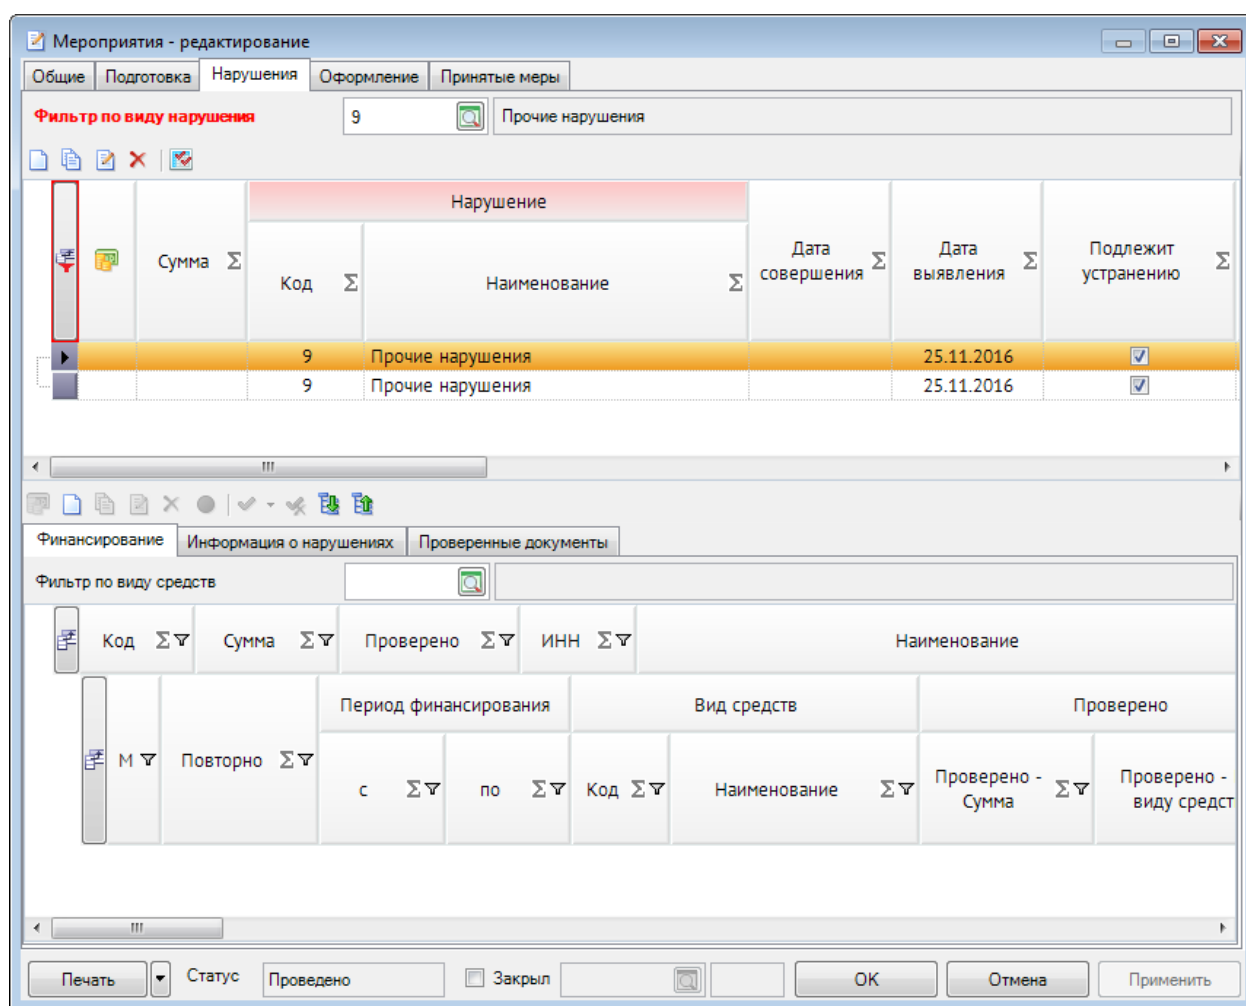 Мероприятия - редактирование
Общие Подготовка Нарушения Оформление Принятые меры
Фильтр по виду нарушения 9 Прочие нарушения
Нарушение
Сумма Σ Код Σ Наименование Σ Дата совершения Σ Дата выявления Σ Подлежит устранению Σ
9 Прочие нарушения 25.11.2016
9 Прочие нарушения 25.11.2016
Финансирование Информация о нарушениях Проверенные документы
Фильтр по виду средств
Код Σ Сумма Σ Проверено Σ ИНН Σ Наименование
Период финансирования Вид средств Проверено
М Повторно Σ с Σ по Σ Код Σ Наименование Σ Проверено - Сумма Σ Проверено - виду средст
Печать Статус Проведено Закрыл OK Отмена Применить